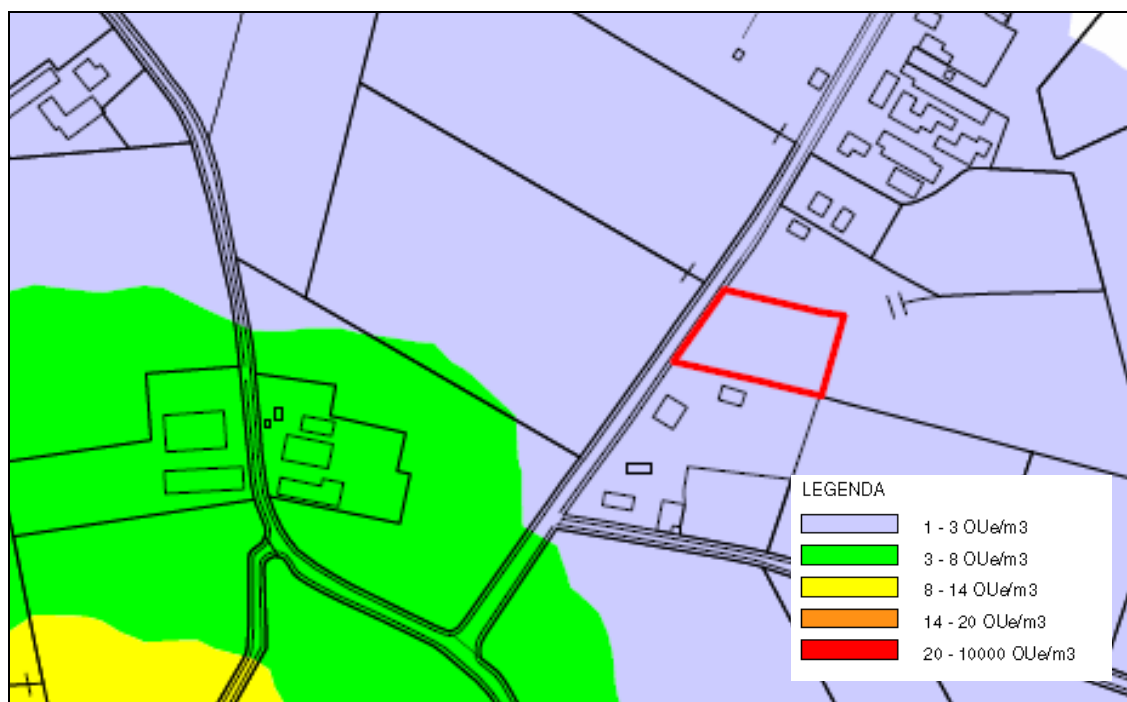 LEGENDA
1 - 3 OUe/m3
3 - 8 OUe/m3
8 - 14 OUe/m3
14 - 20 OUe/m3
20 - 10000 OUe/m3